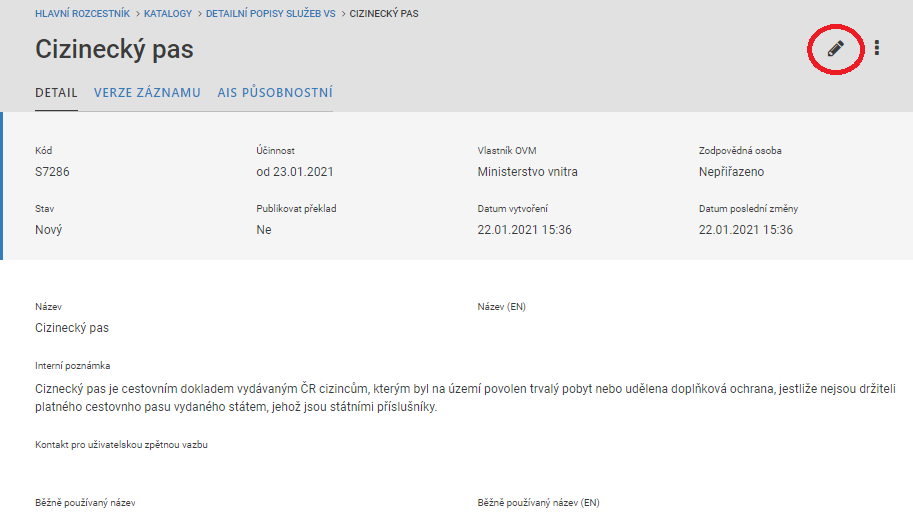 HLAVNÍ ROZCESTNÍK > KATALOGY > DETAILNÍ POPISY SLUŽEB VS > CIZINECKÝ PAS
Cizinecký pas
DETAIL VERZE ZÁZNAMU AIS PŮSOBNOSTNÍ
Kód Účinnost Vlastník OVM Zodpovědná osoba
S7286 od 23.01.2021 Ministerstvo vnitra Nepřiřazeno
Stav Publikovat překlad Datum vytvoření Datum poslední změny
Nový Ne 22.01.2021 15:36 22.01.2021 15:36
Název Název (EN)
Cizinecký pas
Interní poznámka
Ciznecký pas je cestovním dokladem vydávaným ČR cizincům, kterým byl na území povolen trvalý pobyt nebo udělena doplňková ochrana, jestliže nejsou držiteli
platného cestovnho pasu vydaného státem, jehož jsou státními příslušníky.
Kontakt pro uživatelskou zpětnou vazbu
Běžně používaný název Běžně používaný název (EN)